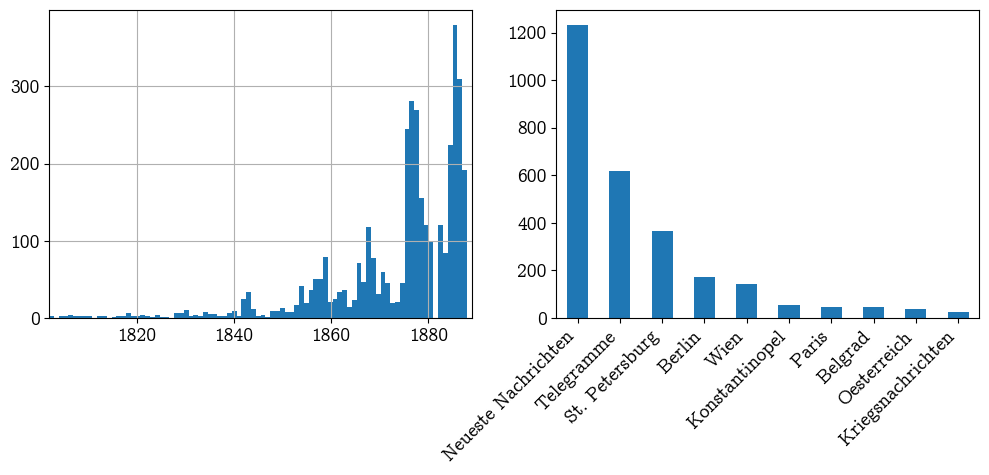 300
200
100
0
1820 1840 1860 1880
1200
1000
800
600
400
200
0
Neueste Nachrichten
Telegramme
St. Petersburg
Berlin
Wien
Konstantinopel
Paris
Belgrad
Oesterreich
Kriegsnachrichten